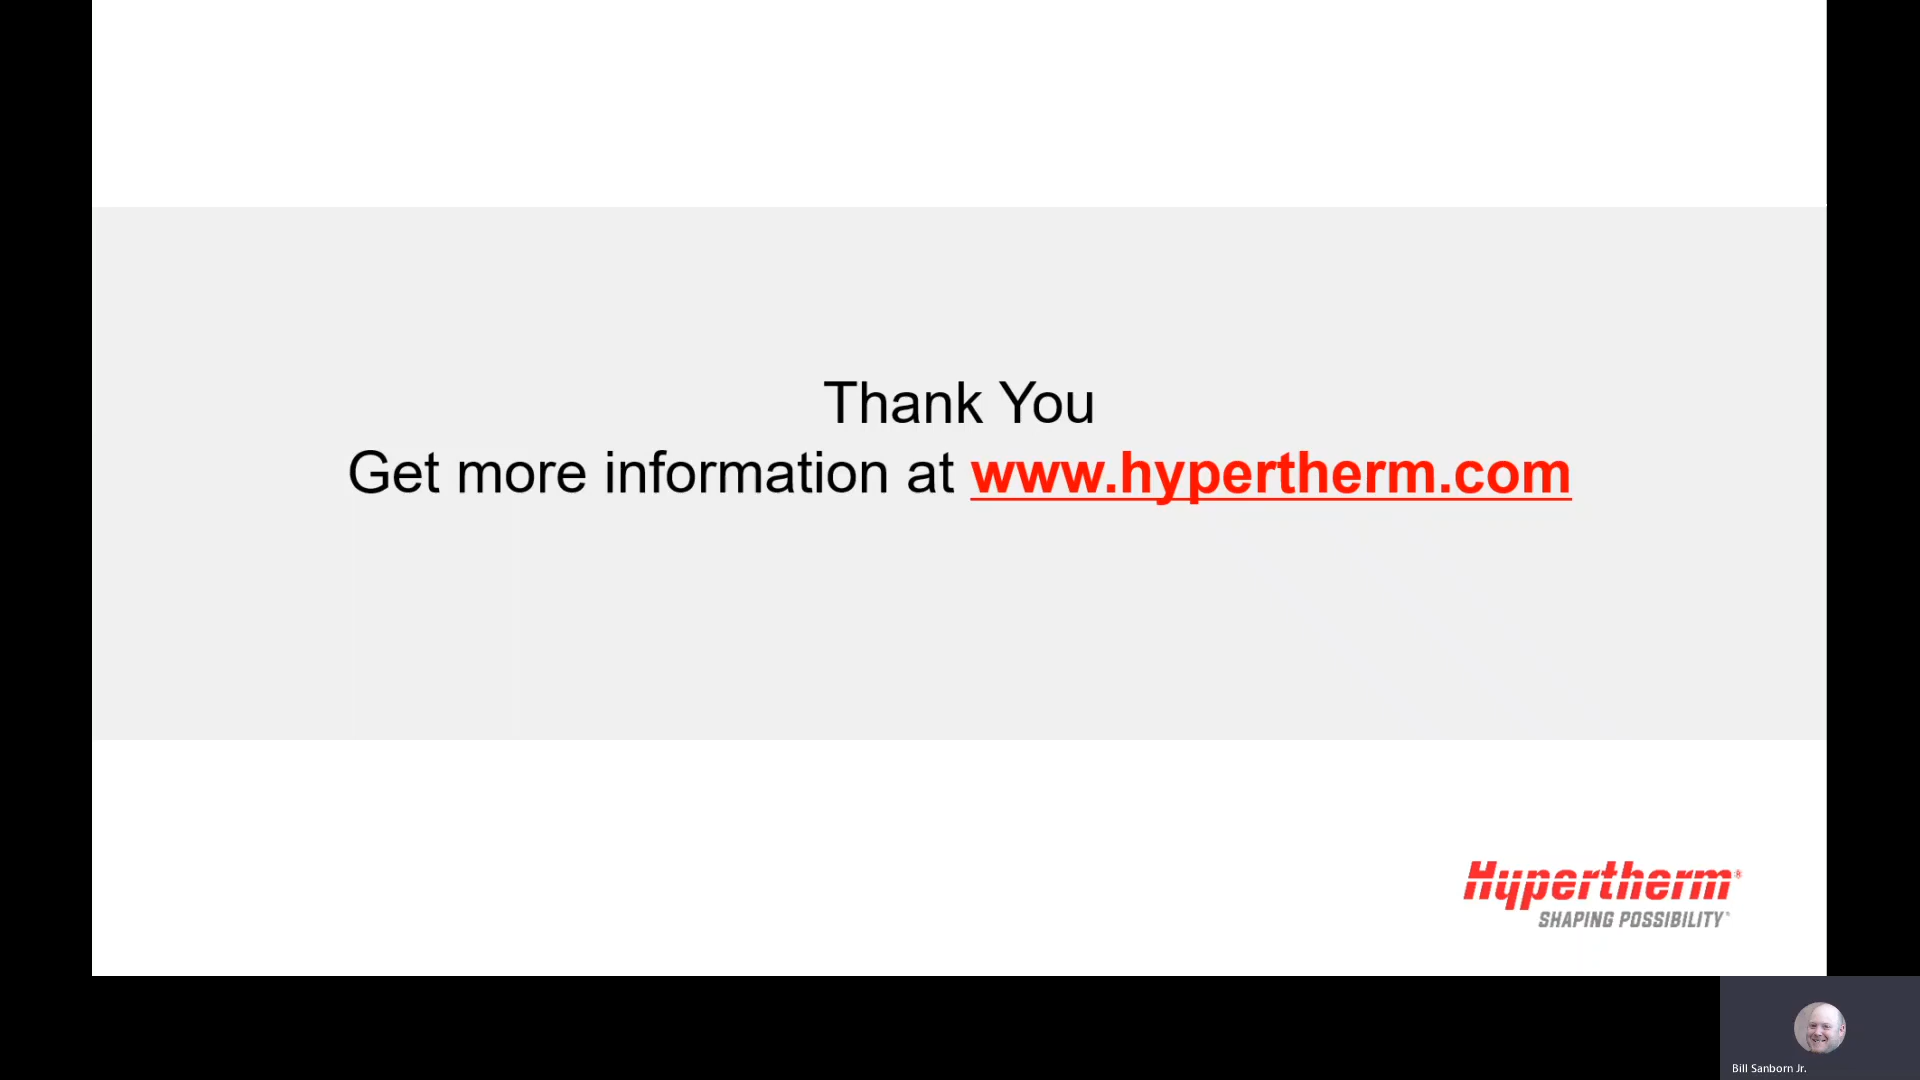 Thank You
Get more information at www.hypertherm.com
Hypertherm®
SHAPING POSSIBILITY®
Bill Sanborn Jr.